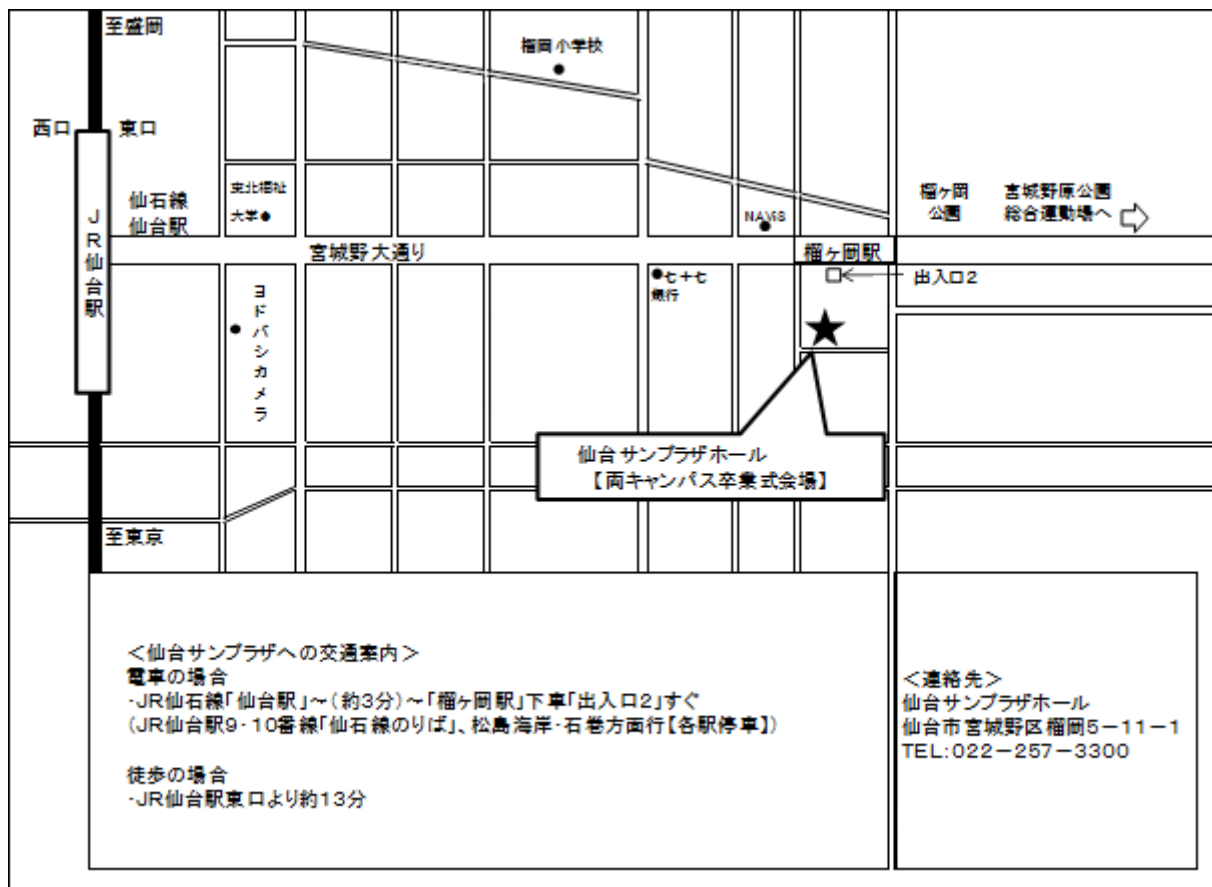 至盛岡
榴岡小学校
西口
東口
東北福祉
大学
仙石線
仙台駅
JR仙台駅
NAViS
榴ヶ岡
公園
宮城野原公園
総合運動場へ
宮城野大通り
榴ヶ岡駅
七十七
銀行
出入口2
ヨドバシカメラ
仙台サンプラザホール
【両キャンパス卒業式会場】
至東京
＜仙台サンプラザへの交通案内＞
電車の場合
・JR仙石線「仙台駅」～(約3分)～「榴ヶ岡駅」下車「出入口2」すぐ
(JR仙台駅9・10番線「仙石線のりば」、松島海岸・石巻方面行【各駅停車】)
徒歩の場合
・JR仙台駅東口より約13分
＜連絡先＞
仙台サンプラザホール
仙台市宮城野区榴岡5－11－1
TEL:022－257－3300